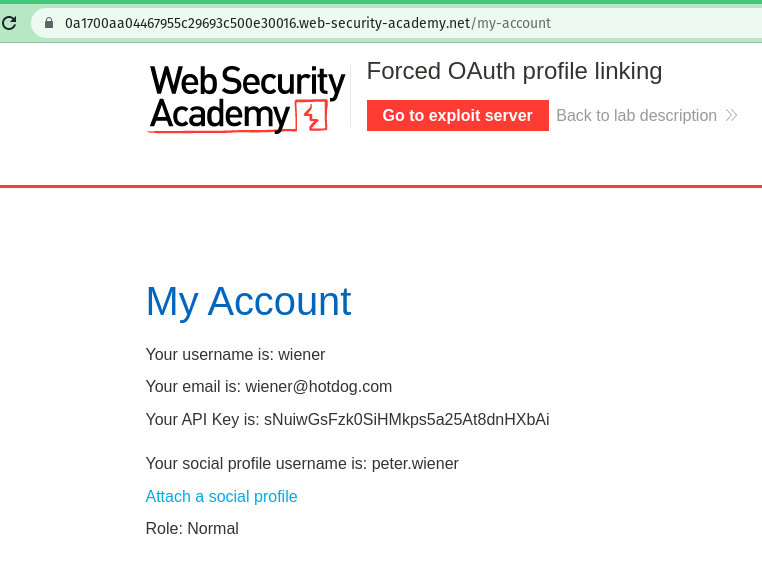 0a1700aa04467955c29693c500e30016.web-security-academy.net/my-account
Web Security
Academy
Forced OAuth profile linking
Go to exploit server
Back to lab description
My Account
Your username is: wiener
Your email is: wiener@hotdog.com
Your API Key is: sNuiwGsFzk0SiHMkps5a25At8dnHXbAi
Your social profile username is: peter.wiener
Attach a social profile
Role: Normal